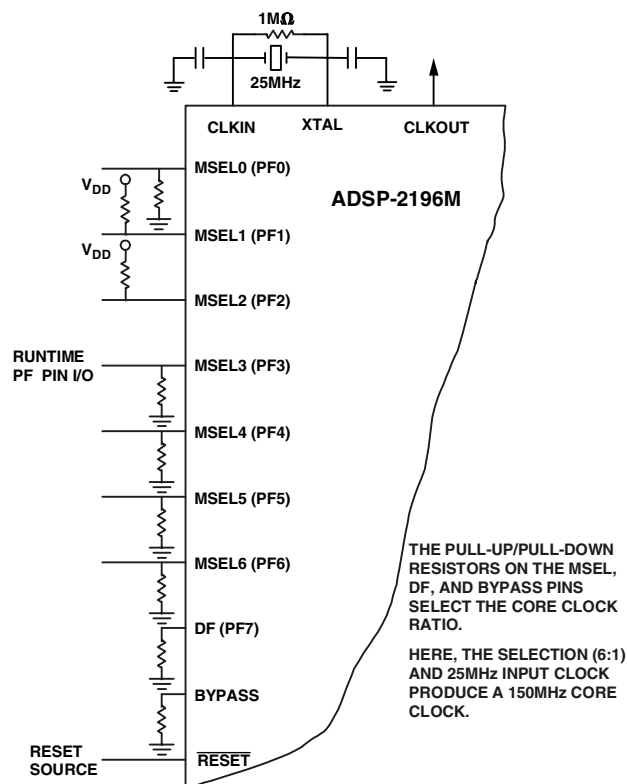 1MΩ
25MHz
CLKIN XTAL CLKOUT
MSEL0 (PF0)
VDD
ADSP-2196M
MSEL1 (PF1)
VDD
MSEL2 (PF2)
RUNTIME
PF PIN I/O
MSEL3 (PF3)
MSEL4 (PF4)
MSEL5 (PF5)
MSEL6 (PF6)
DF (PF7)
BYPASS
RESET
SOURCE
RESET
THE PULL-UP/PULL-DOWN
RESISTORS ON THE MSEL,
DF, AND BYPASS PINS
SELECT THE CORE CLOCK
RATIO.
HERE, THE SELECTION (6:1)
AND 25MHz INPUT CLOCK
PRODUCE A 150MHz CORE
CLOCK.